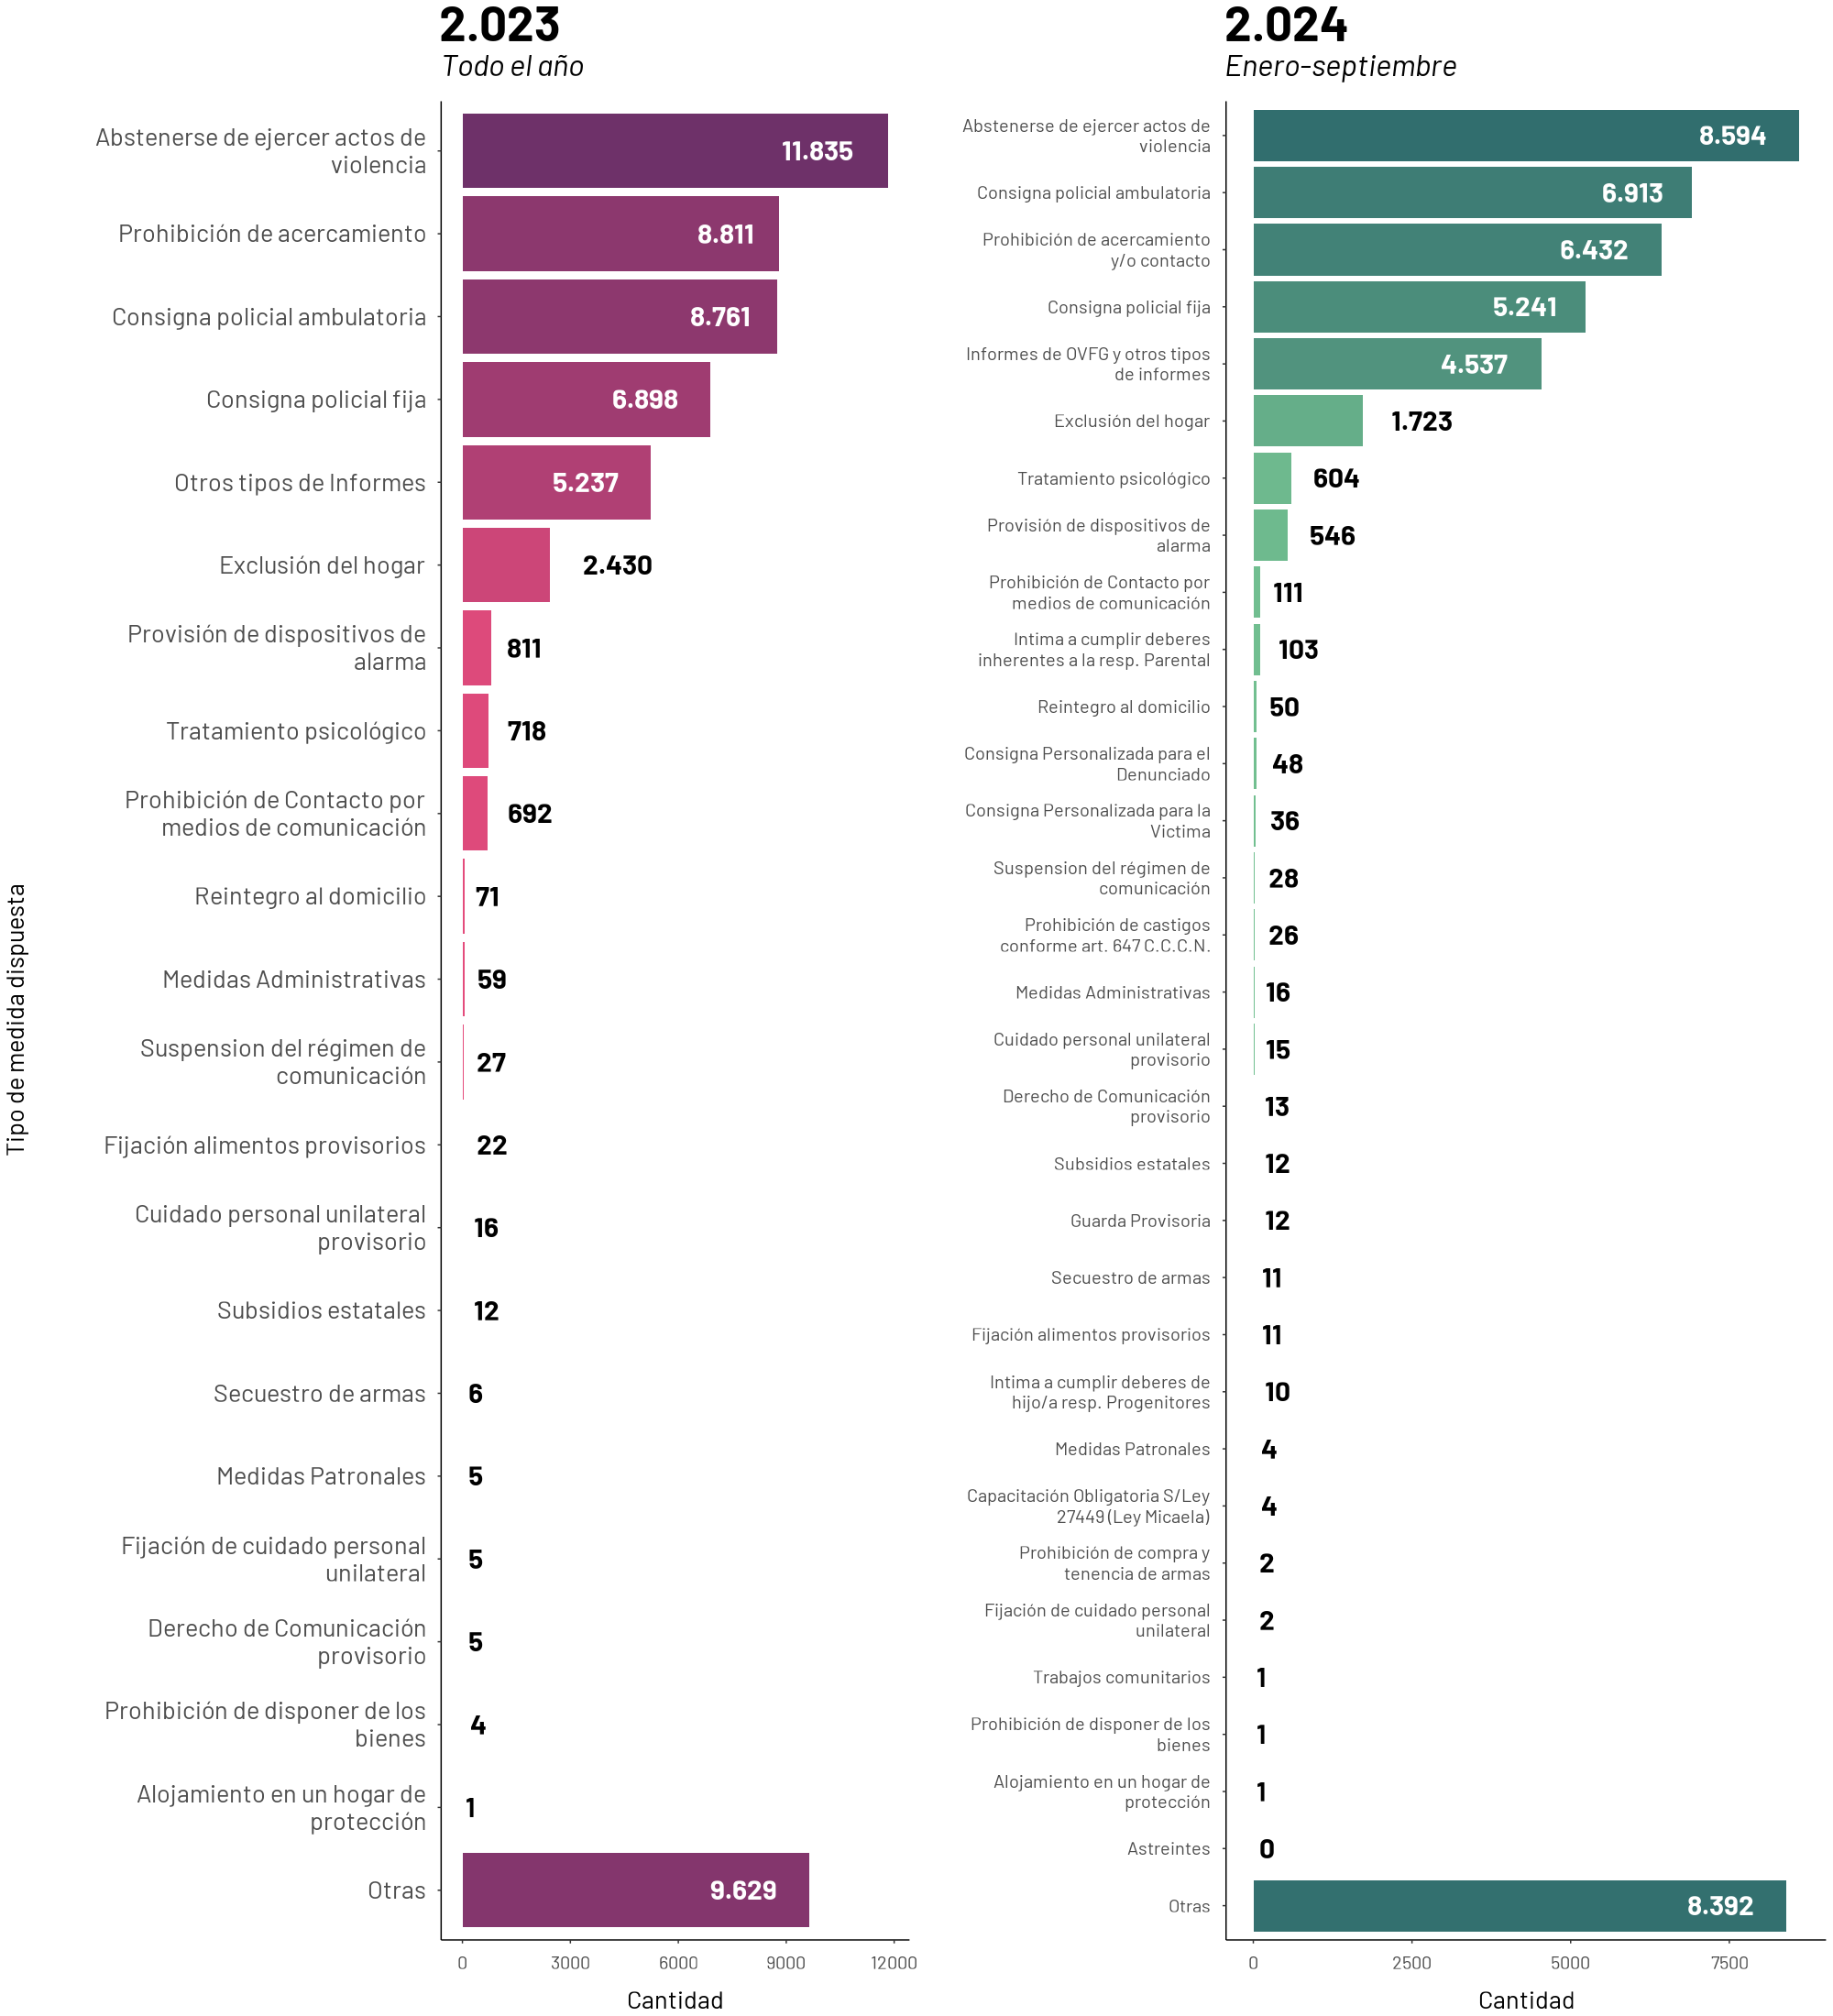 2.023
Todo el año
Tipo de medida dispuesta
Abstenerse de ejercer actos de
violencia
11.835
Prohibición de acercamiento
8.811
Consigna policial ambulatoria
8.761
Consigna policial fija
6.898
Otros tipos de Informes
5.237
Exclusión del hogar
2.430
Provisión de dispositivos de
alarma
811
Tratamiento psicológico
718
Prohibición de Contacto por
medios de comunicación
692
Reintegro al domicilio
71
Medidas Administrativas
59
Suspension del régimen de
comunicación
27
Fijación alimentos provisorios
22
Cuidado personal unilateral
provisorio
16
Subsidios estatales
12
Secuestro de armas
6
Medidas Patronales
5
Fijación de cuidado personal
unilateral
5
Derecho de Comunicación
provisorio
5
Prohibición de disponer de los
bienes
4
Alojamiento en un hogar de
protección
1
Otras
9.629
0 3000 6000 9000 12000
Cantidad
2.024
Enero-septiembre
Abstenerse de ejercer actos de
violencia
8.594
Consigna policial ambulatoria
6.913
Prohibición de acercamiento
y/o contacto
6.432
Consigna policial fija
5.241
Informes de OVFG y otros tipos
de informes
4.537
Exclusión del hogar
1.723
Tratamiento psicológico
604
Provisión de dispositivos de
alarma
546
Prohibición de Contacto por
medios de comunicación
111
Intima a cumplir deberes
inherentes a la resp. Parental
103
Reintegro al domicilio
50
Consigna Personalizada para el
Denunciado
48
Consigna Personalizada para la
Victima
36
Suspension del régimen de
comunicación
28
Prohibición de castigos
conforme art. 647 C.C.C.N.
26
Medidas Administrativas
16
Cuidado personal unilateral
provisorio
15
Derecho de Comunicación
provisorio
13
Subsidios estatales
12
Guarda Provisoria
12
Secuestro de armas
11
Fijación alimentos provisorios
11
Intima a cumplir deberes de
hijo/a resp. Progenitores
10
Medidas Patronales
4
Capacitación Obligatoria S/Ley
27449 (Ley Micaela)
4
Prohibición de compra y
tenencia de armas
2
Fijación de cuidado personal
unilateral
2
Trabajos comunitarios
1
Prohibición de disponer de los
bienes
1
Alojamiento en un hogar de
protección
1
Astreintes
0
Otras
8.392
0 2500 5000 7500
Cantidad